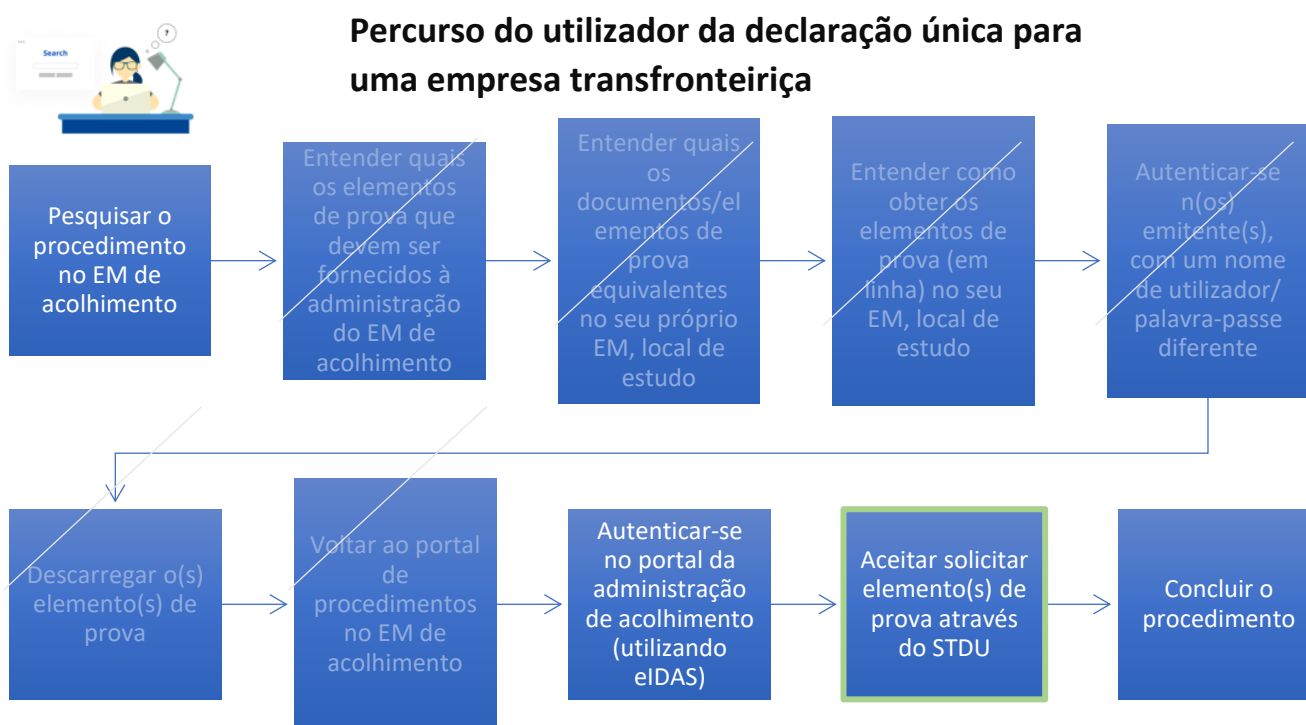 Search
?
Percurso do utilizador da declaração única para
uma empresa transfronteiriça
Pesquisar o
procedimento
no EM de
acolhimento
Entender quais
os elementos
de prova que
devem ser
fornecidos à
administração
do EM de
acolhimento
Entender quais
os
documentos/el
ementos de
prova
equivalentes
no seu próprio
EM, local de
estudo
Entender como
obter os
elementos de
prova (em
linha) no seu
EM, local de
estudo
Autenticar-se
n(os)
emitente(s),
com um nome
de utilizador/
palavra-passe
diferente
Descarregar o(s)
elemento(s) de
prova
Voltar ao portal
de
procedimentos
no EM de
acolhimento
Autenticar-se
no portal da
administração
de acolhimento
(utilizando
eIDAS)
Aceitar solicitar
elemento(s) de
prova através
do STDU
Concluir o
procedimento